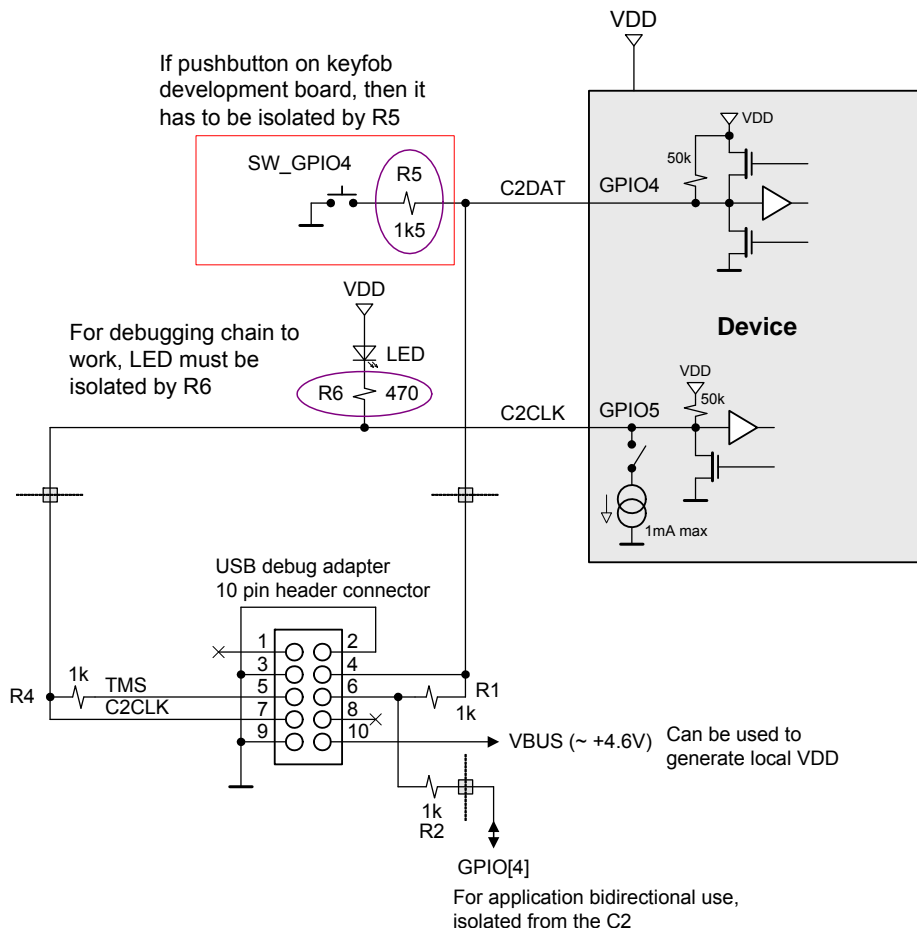 VDD
If pushbutton on keyfob
development board, then it
has to be isolated by R5
SW_GPIO4
R5
1k5
C2DAT
GPIO4
VDD
50k
VDD
LED
R6
470
For debugging chain to
work, LED must be
isolated by R6
Device
C2CLK
GPIO5
VDD
50k
1mA max
USB debug adapter
10 pin header connector
1
2
3
4
5
6
7
8
9
10
R4
1k
TMS
C2CLK
R1
1k
VBUS (~ +4.6V)
Can be used to
generate local VDD
1k
R2
GPIO[4]
For application bidirectional use,
isolated from the C2